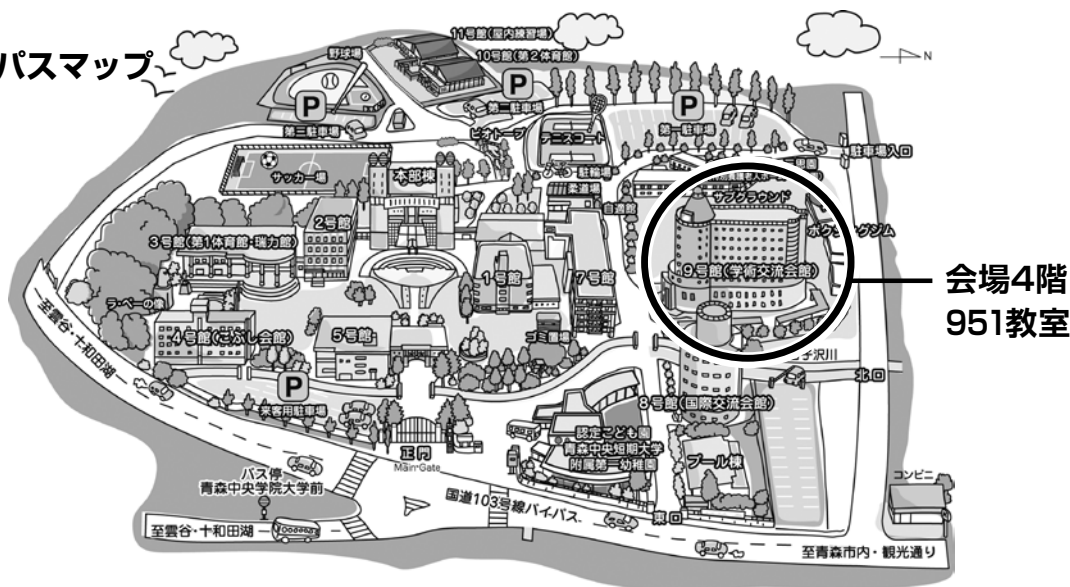 パスマップ
11号館(屋内練習場)
10号館(第2体育館)
野球場
P
P
P
N
第三駐車場
第二駐車場
第一駐車場
ビオトープ
テニスコート
駐車場入口
本部棟
サッカー場
駐輪場
柔道場
サブグラウンド
自適館
2号館
3号館(第1体育館・瑞力館)
ボクシングジム
1号館
7号館
9号館(学術交流会館)
会場4階
951教室
4号館(こぶし会館)
5号館
ゴミ置場
北口
至雲谷・十和田湖
P
来客用駐車場
8号館(国際交流会館)
正門
Main-Gate
認定こども園
青森中央短期大学
附属第一幼稚園
プール棟
コンビニ
バス停
青森中央学院大学前
国道103号線バイパス
東口
至雲谷・十和田湖
至青森市内・観光通り